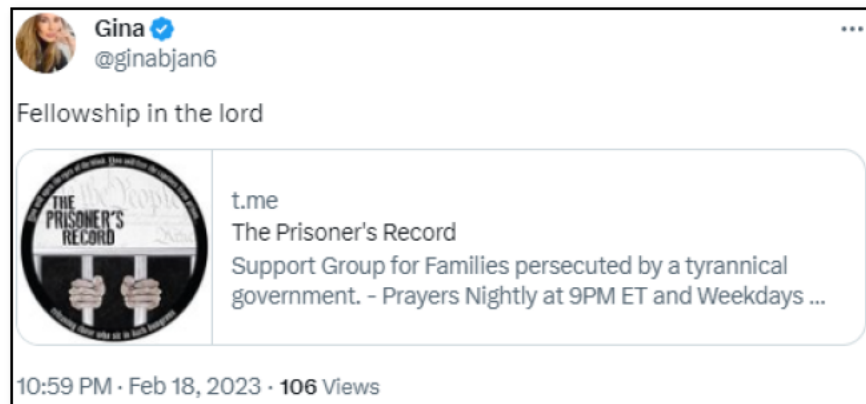 Gina
@ginabjan6
Fellowship in the lord
THE
PRISONER'S
RECORD
t.me
The Prisoner's Record
Support Group for Families persecuted by a tyrannical
government. - Prayers Nightly at 9PM ET and Weekdays ...
10:59 PM · Feb 18, 2023 · 106 Views